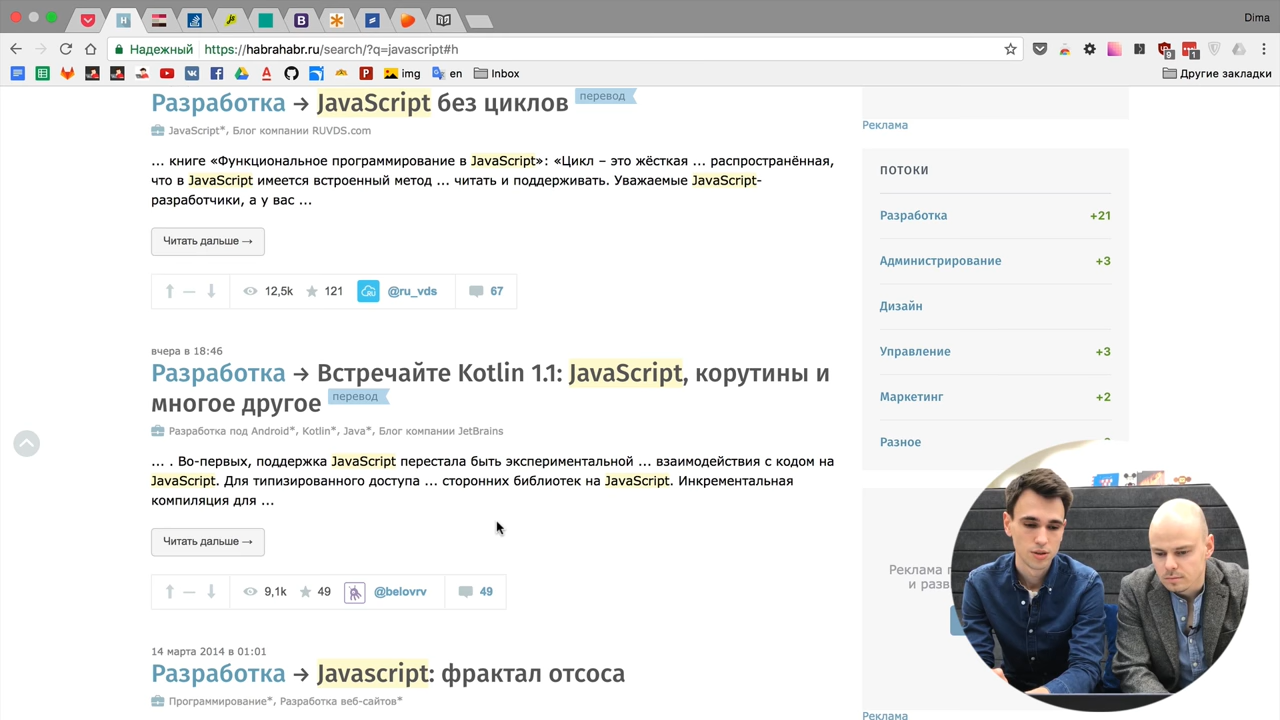 Dima
Надежный
https://habrahabr.ru/search/?q=javascript#h
9
1
img
en
Inbox
Другие закладки
Разработка → JavaScript без циклов
перевод
JavaScript*, Блог компании RUVDS.com
... книге «Функциональное программирование в JavaScript»: «Цикл – это жёсткая ... распространённая,
что в JavaScript имеется встроенный метод ... читать и поддерживать. Уважаемые JavaScript-
разработчики, а у вас ...
Читать дальше →
12,5k 121 @ru_vds 67
вчера в 18:46
Разработка → Встречайте Kotlin 1.1: JavaScript, корутины и
многое другое перевод
Разработка под Android*, Kotlin*, Java*, Блог компании JetBrains
... . Во-первых, поддержка JavaScript перестала быть экспериментальной ... взаимодействия с кодом на
JavaScript. Для типизированного доступа ... сторонних библиотек на JavaScript. Инкрементальная
компиляция для ...
Читать дальше →
9,1k 49 @belovrv 49
14 марта 2014 в 01:01
Разработка → Javascript: фрактал отсоса
Программирование*, Разработка веб-сайтов*
Реклама
ПОТОКИ
Разработка +21
Администрирование +3
Дизайн
Управление +3
Маркетинг +2
Разное
Реклама
и разв
Реклама